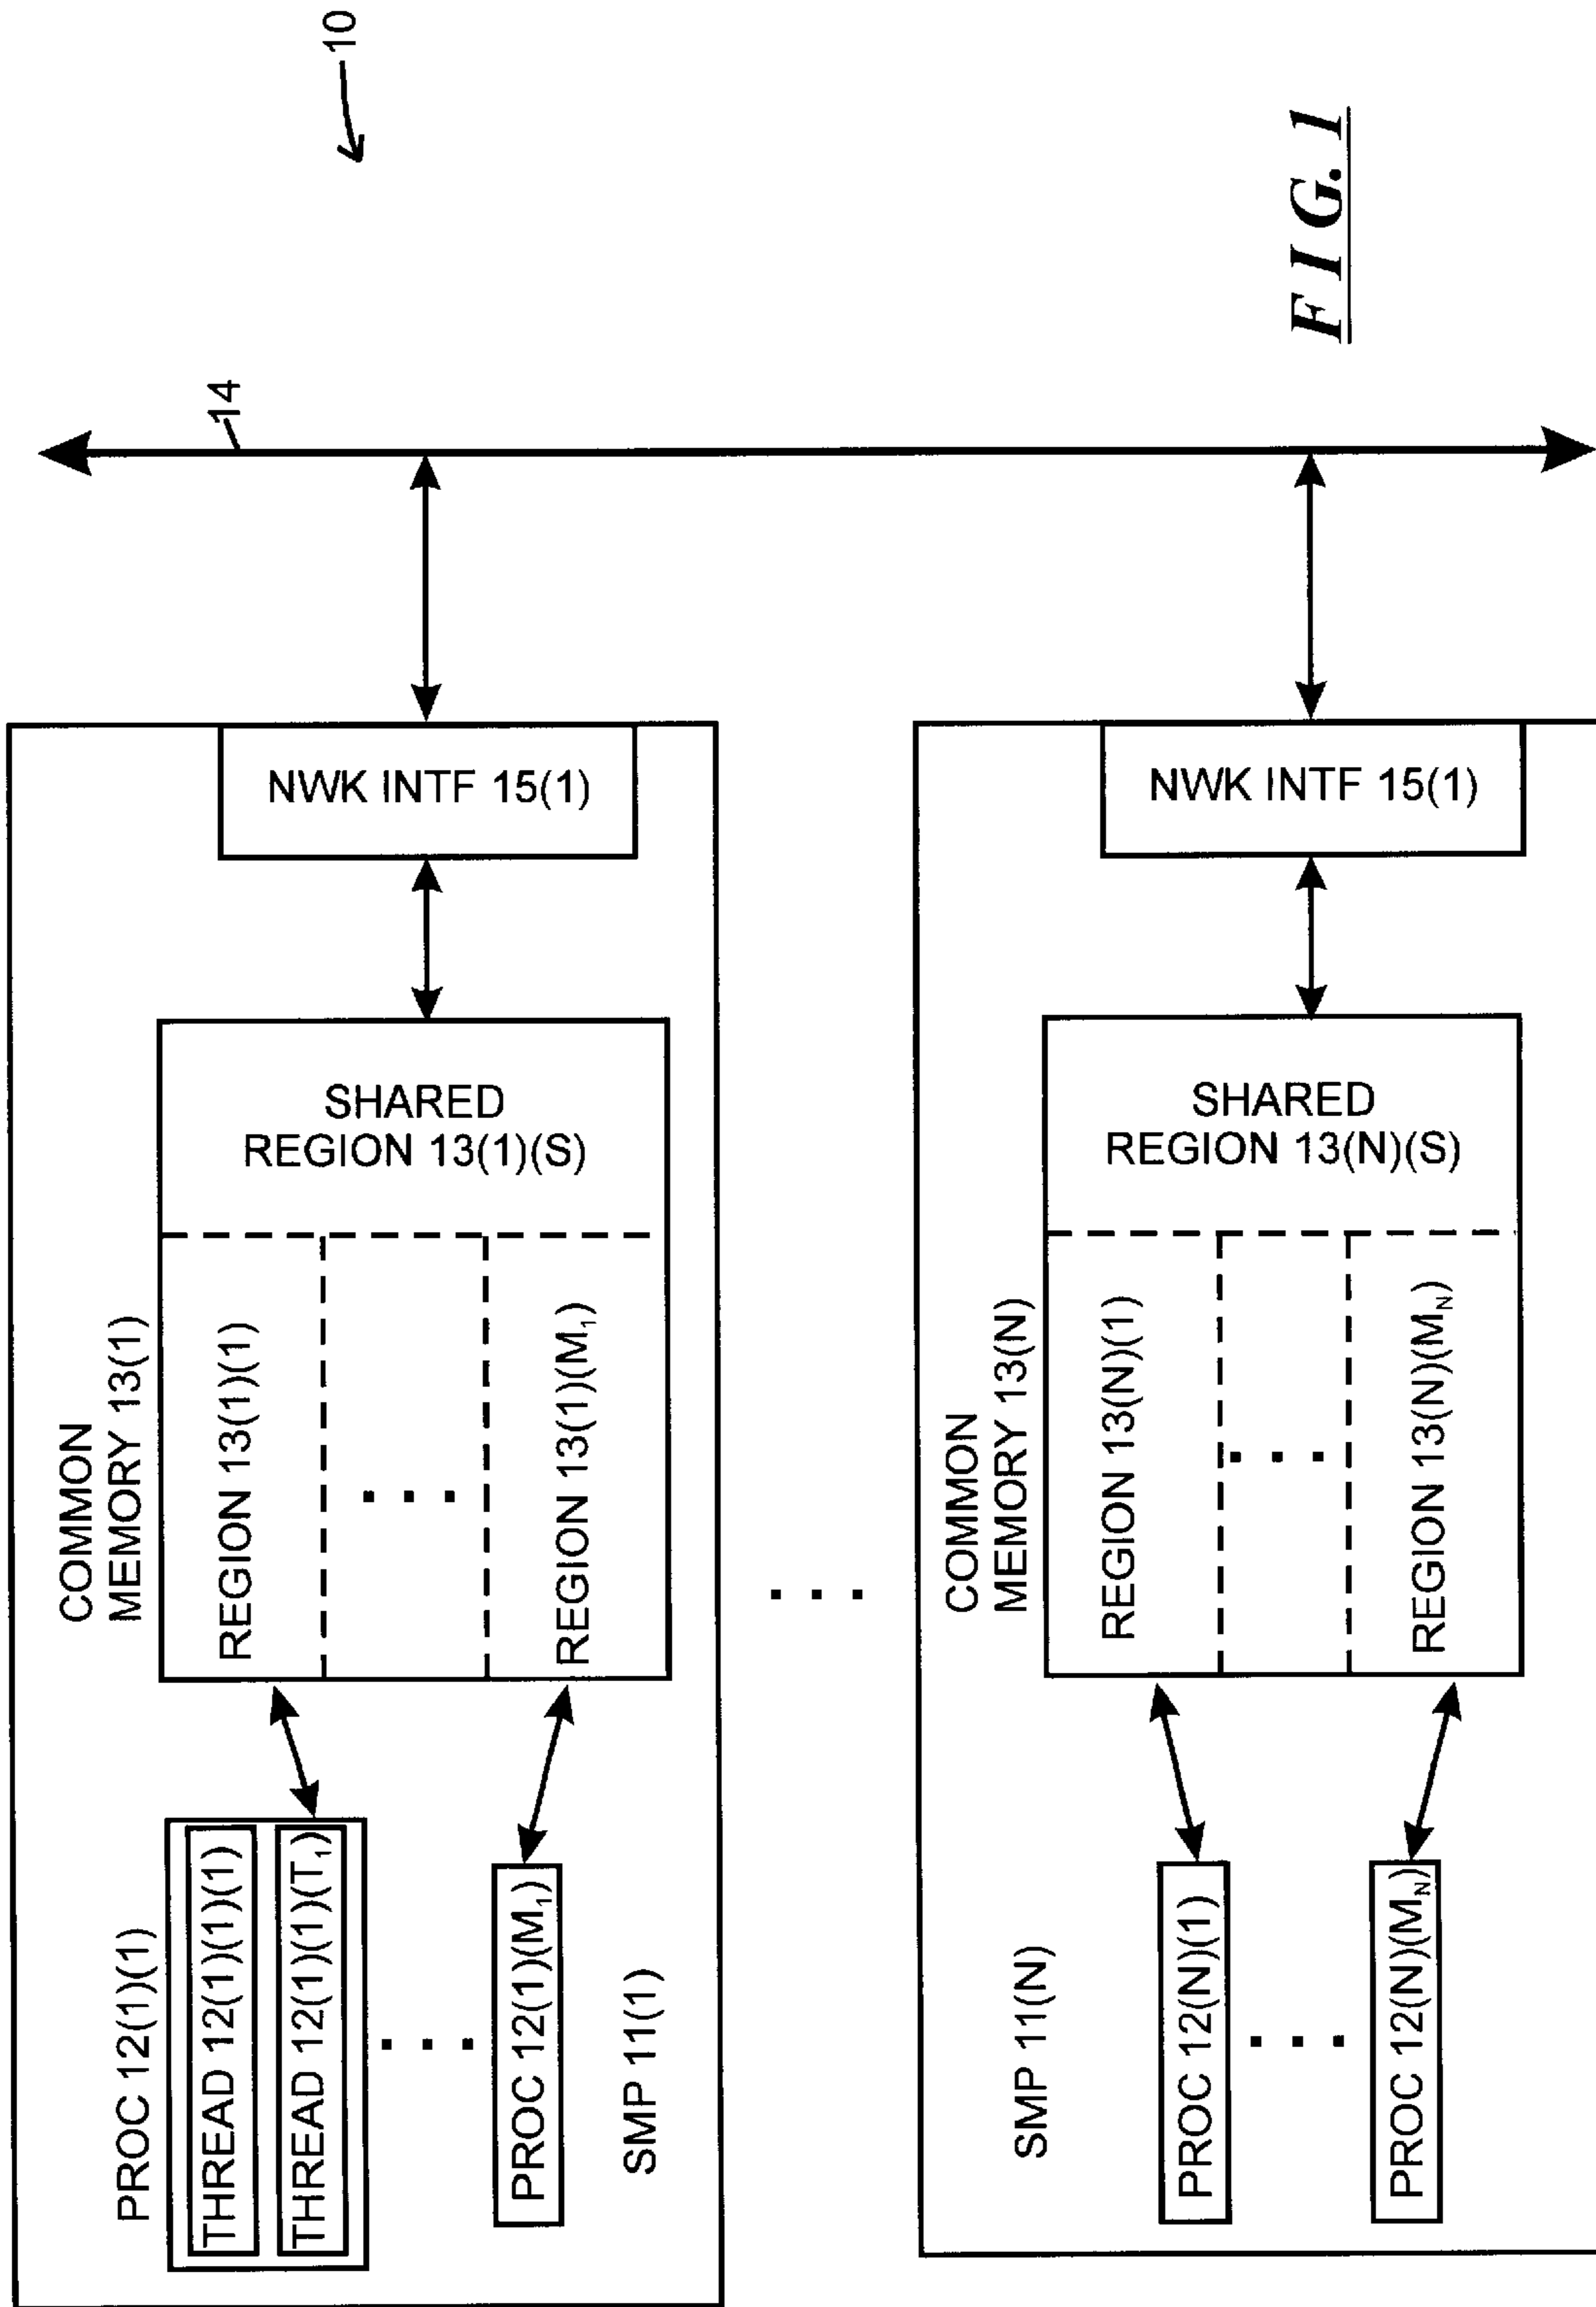 10
14
NWK INTF 15(1)
SHARED
REGION 13(1)(S)
COMMON
MEMORY 13(1)
REGION 13(1)(1)
REGION 13(1)(M₁)
PROC 12(1)(1)
THREAD 12(1)(1)(1)
THREAD 12(1)(1)(T₁)
PROC 12(1)(M₁)
SMP 11(1)
NWK INTF 15(1)
SHARED
REGION 13(N)(S)
COMMON
MEMORY 13(N)
REGION 13(N)(1)
REGION 13(N)(M_N)
SMP 11(N)
PROC 12(N)(1)
PROC 12(N)(M_N)
FIG. 1